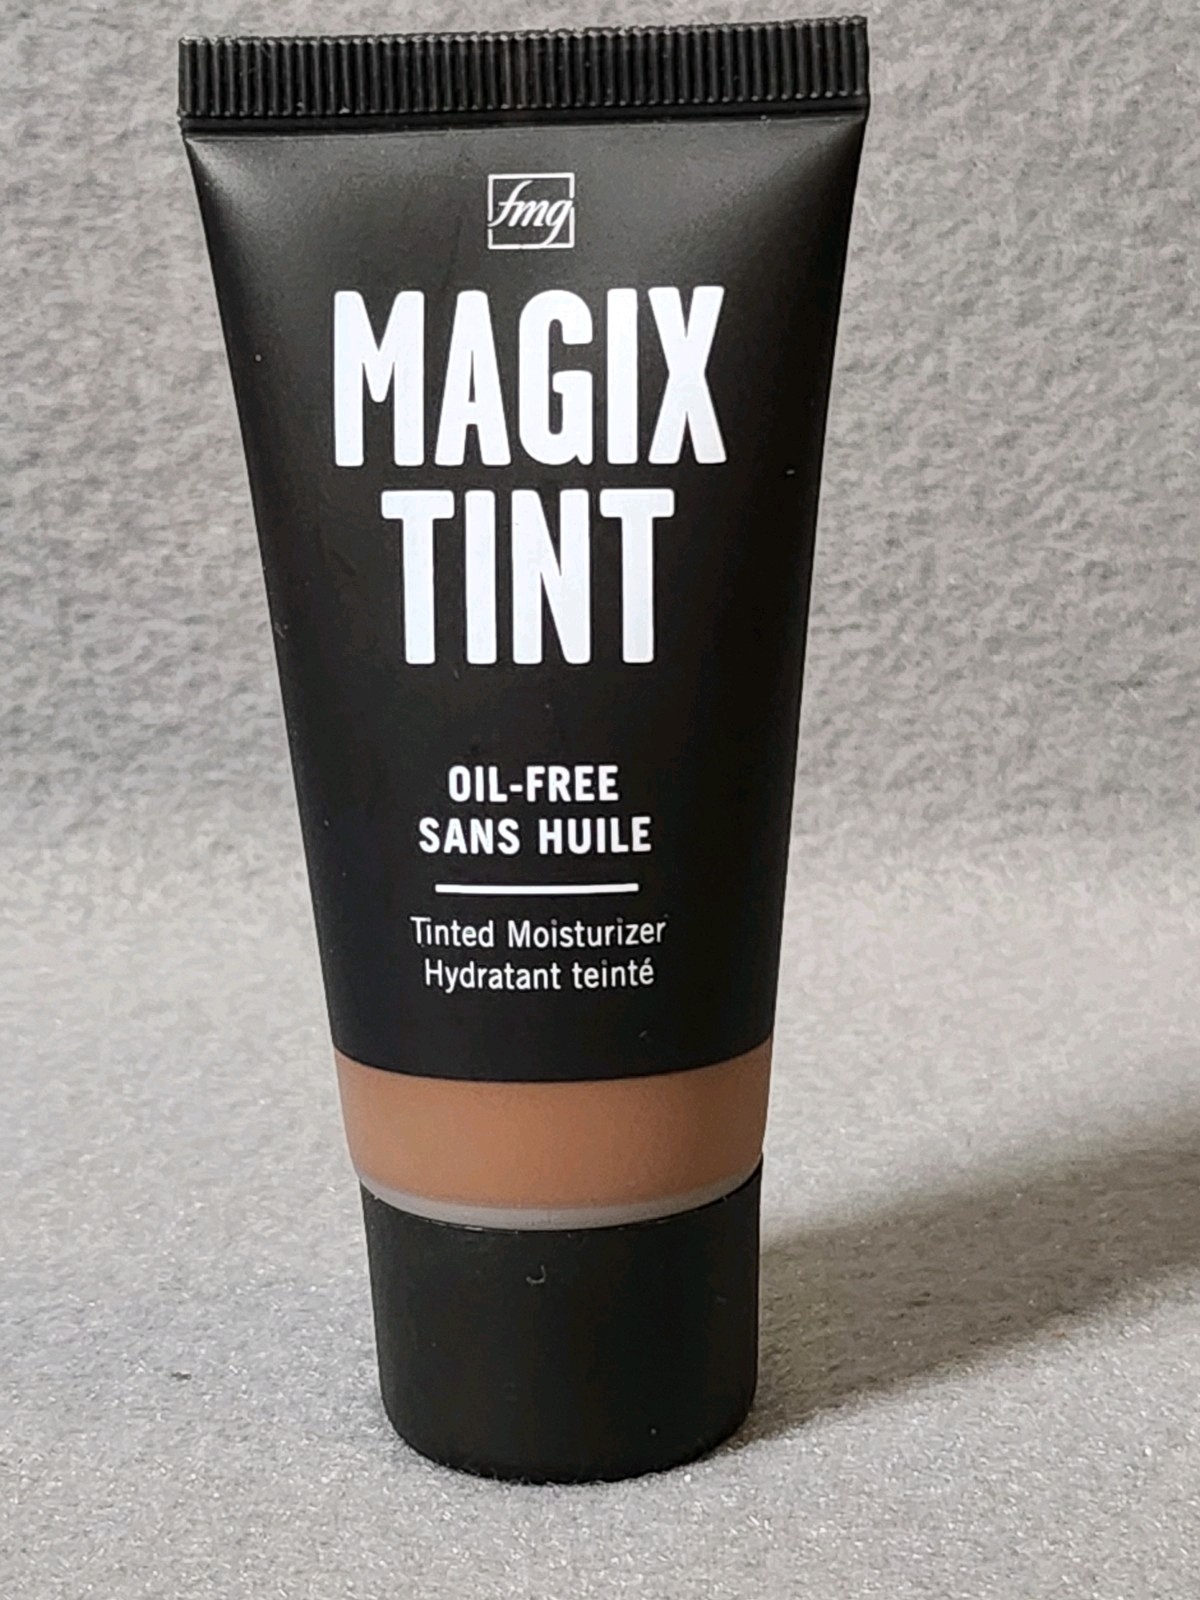 fmg
MAGIX
TINT
OIL-FREE
SANS HUILE
Tinted Moisturizer
Hydratant teinté